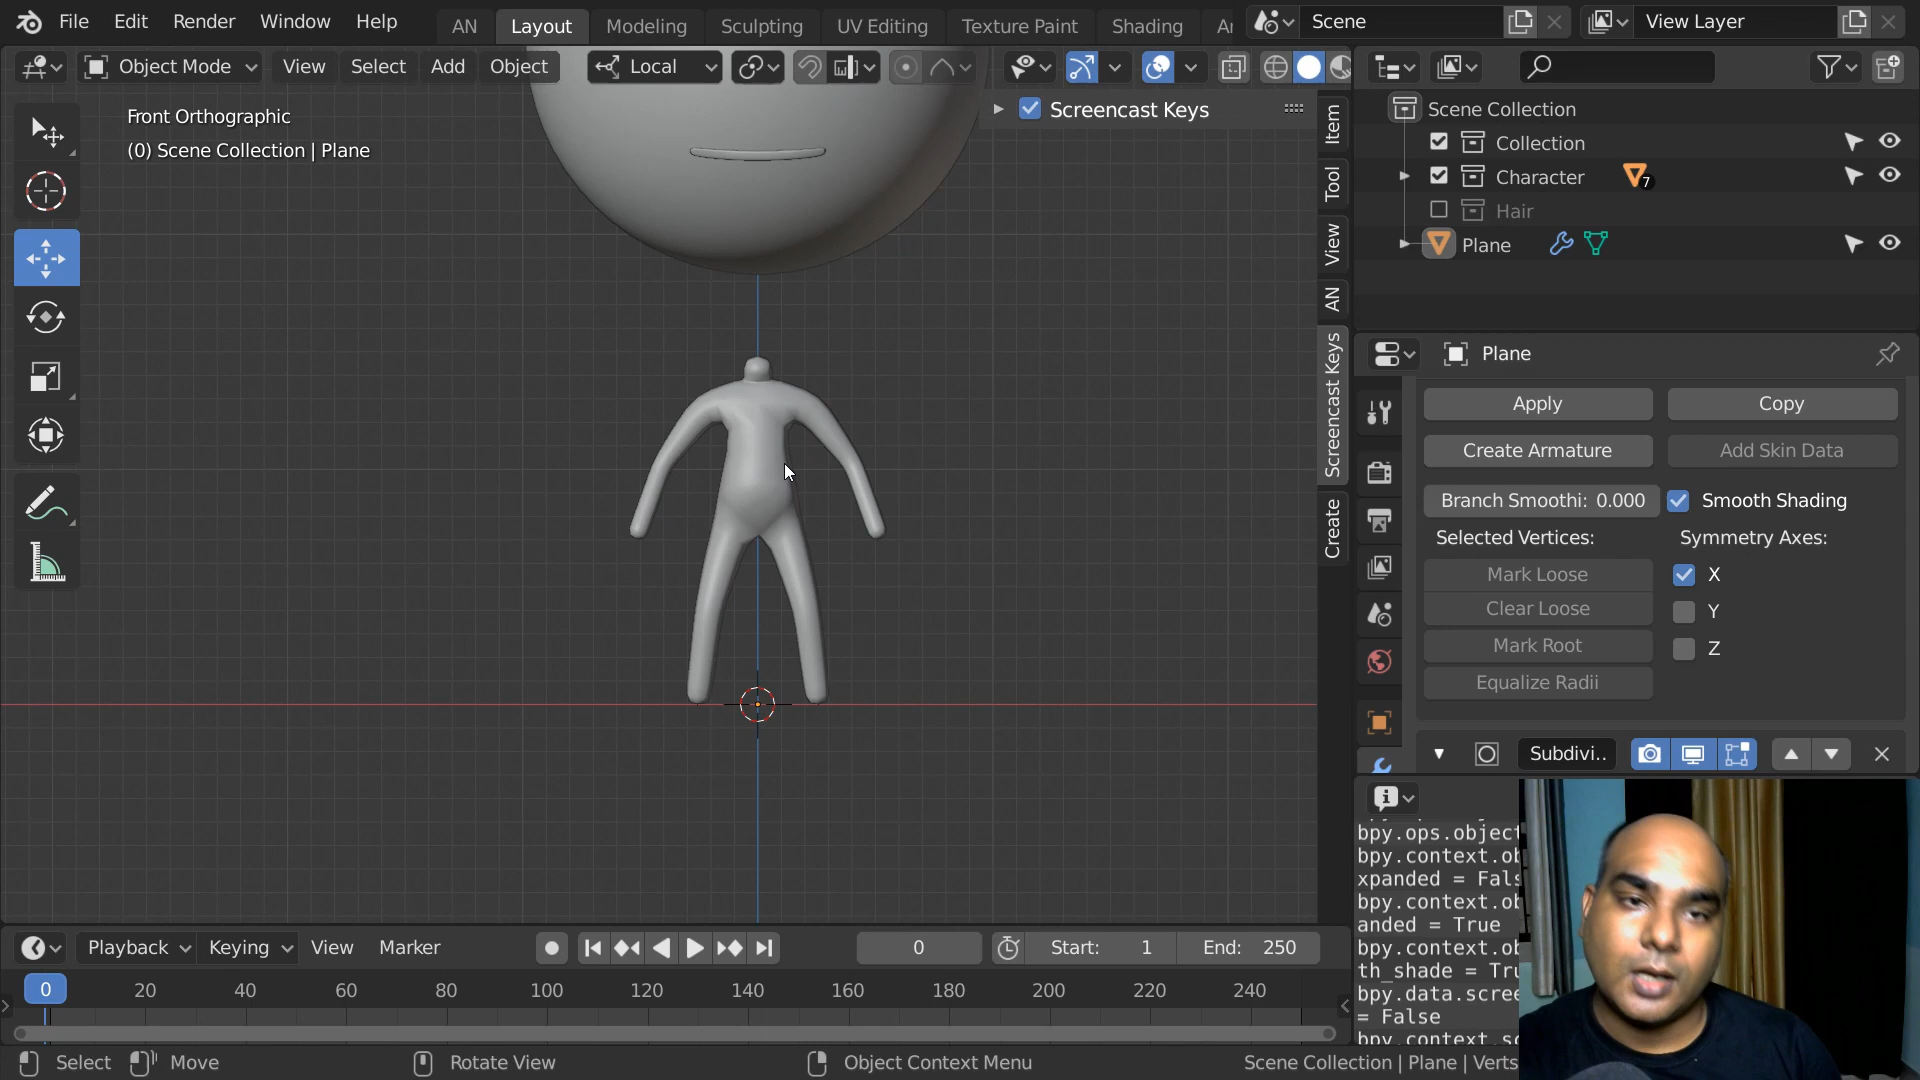 File Edit Render Window Help AN Layout Modeling Sculpting UV Editing Texture Paint Shading Scene View Layer
Object Mode View Select Add Object Local
Front Orthographic
(0) Scene Collection | Plane
Screencast Keys
Item
Tool
View
AN
Screencast Keys
Create
Scene Collection
Collection
Character 7
Hair
Plane
Plane
Apply Copy
Create Armature Add Skin Data
Branch Smoothi: 0.000 Smooth Shading
Selected Vertices: Symmetry Axes:
Mark Loose X
Clear Loose Y
Mark Root Z
Equalize Radii
Subdivi..
bpy.ops.object
bpy.context.ob
xpanded = Fals
bpy.context.ob
anded = True
bpy.context.ob
th_shade = Tru
bpy.data.scree
= False
bpy.context.sc
Playback Keying View Marker 0 Start: 1 End: 250
0 20 40 60 80 100 120 140 160 180 200 220 240
Select Move Rotate View Object Context Menu Scene Collection | Plane | Verts